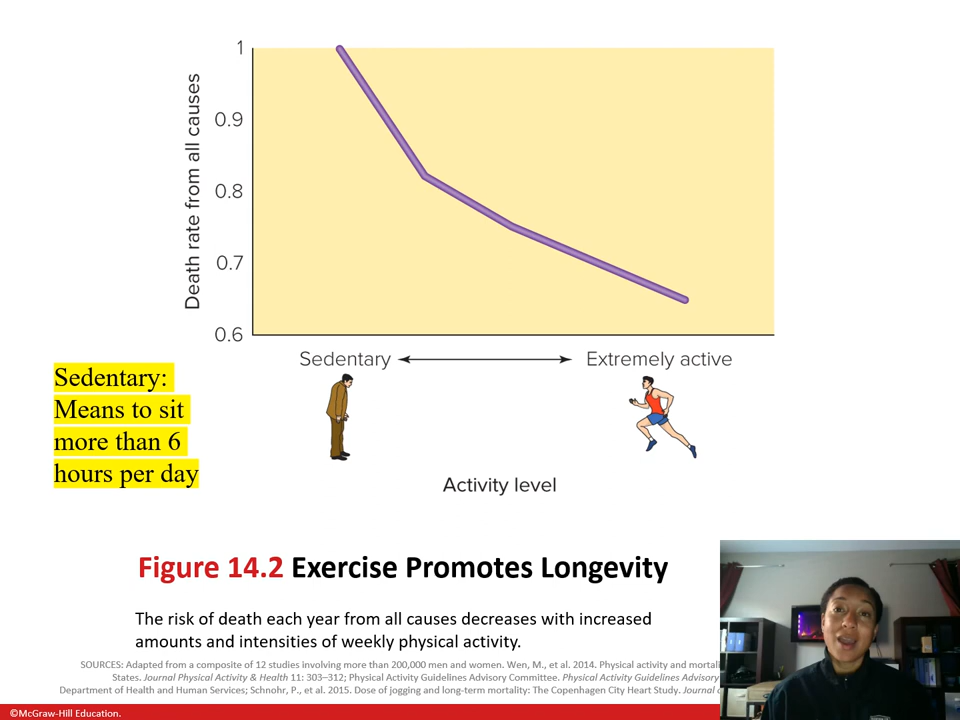 1
0.9
0.8
0.7
0.6
Death rate from all causes
Sedentary
Extremely active
Activity level
Sedentary:
Means to sit
more than 6
hours per day
Figure 14.2 Exercise Promotes Longevity
The risk of death each year from all causes decreases with increased
amounts and intensities of weekly physical activity.
SOURCES: Adapted from a composite of 12 studies involving more than 200,000 men and women. Wen, M., et al. 2014. Physical activity and
States. Journal Physical Activity & Health 11: 303–312; Physical Activity Guidelines Advisory Committee. Physical Activity Guidelines Advisory
Department of Health and Human Services; Schnohr, P., et al. 2015. Dose of jogging and long-term mortality: The Copenhagen City Heart Study. Journal
©McGraw-Hill Education.